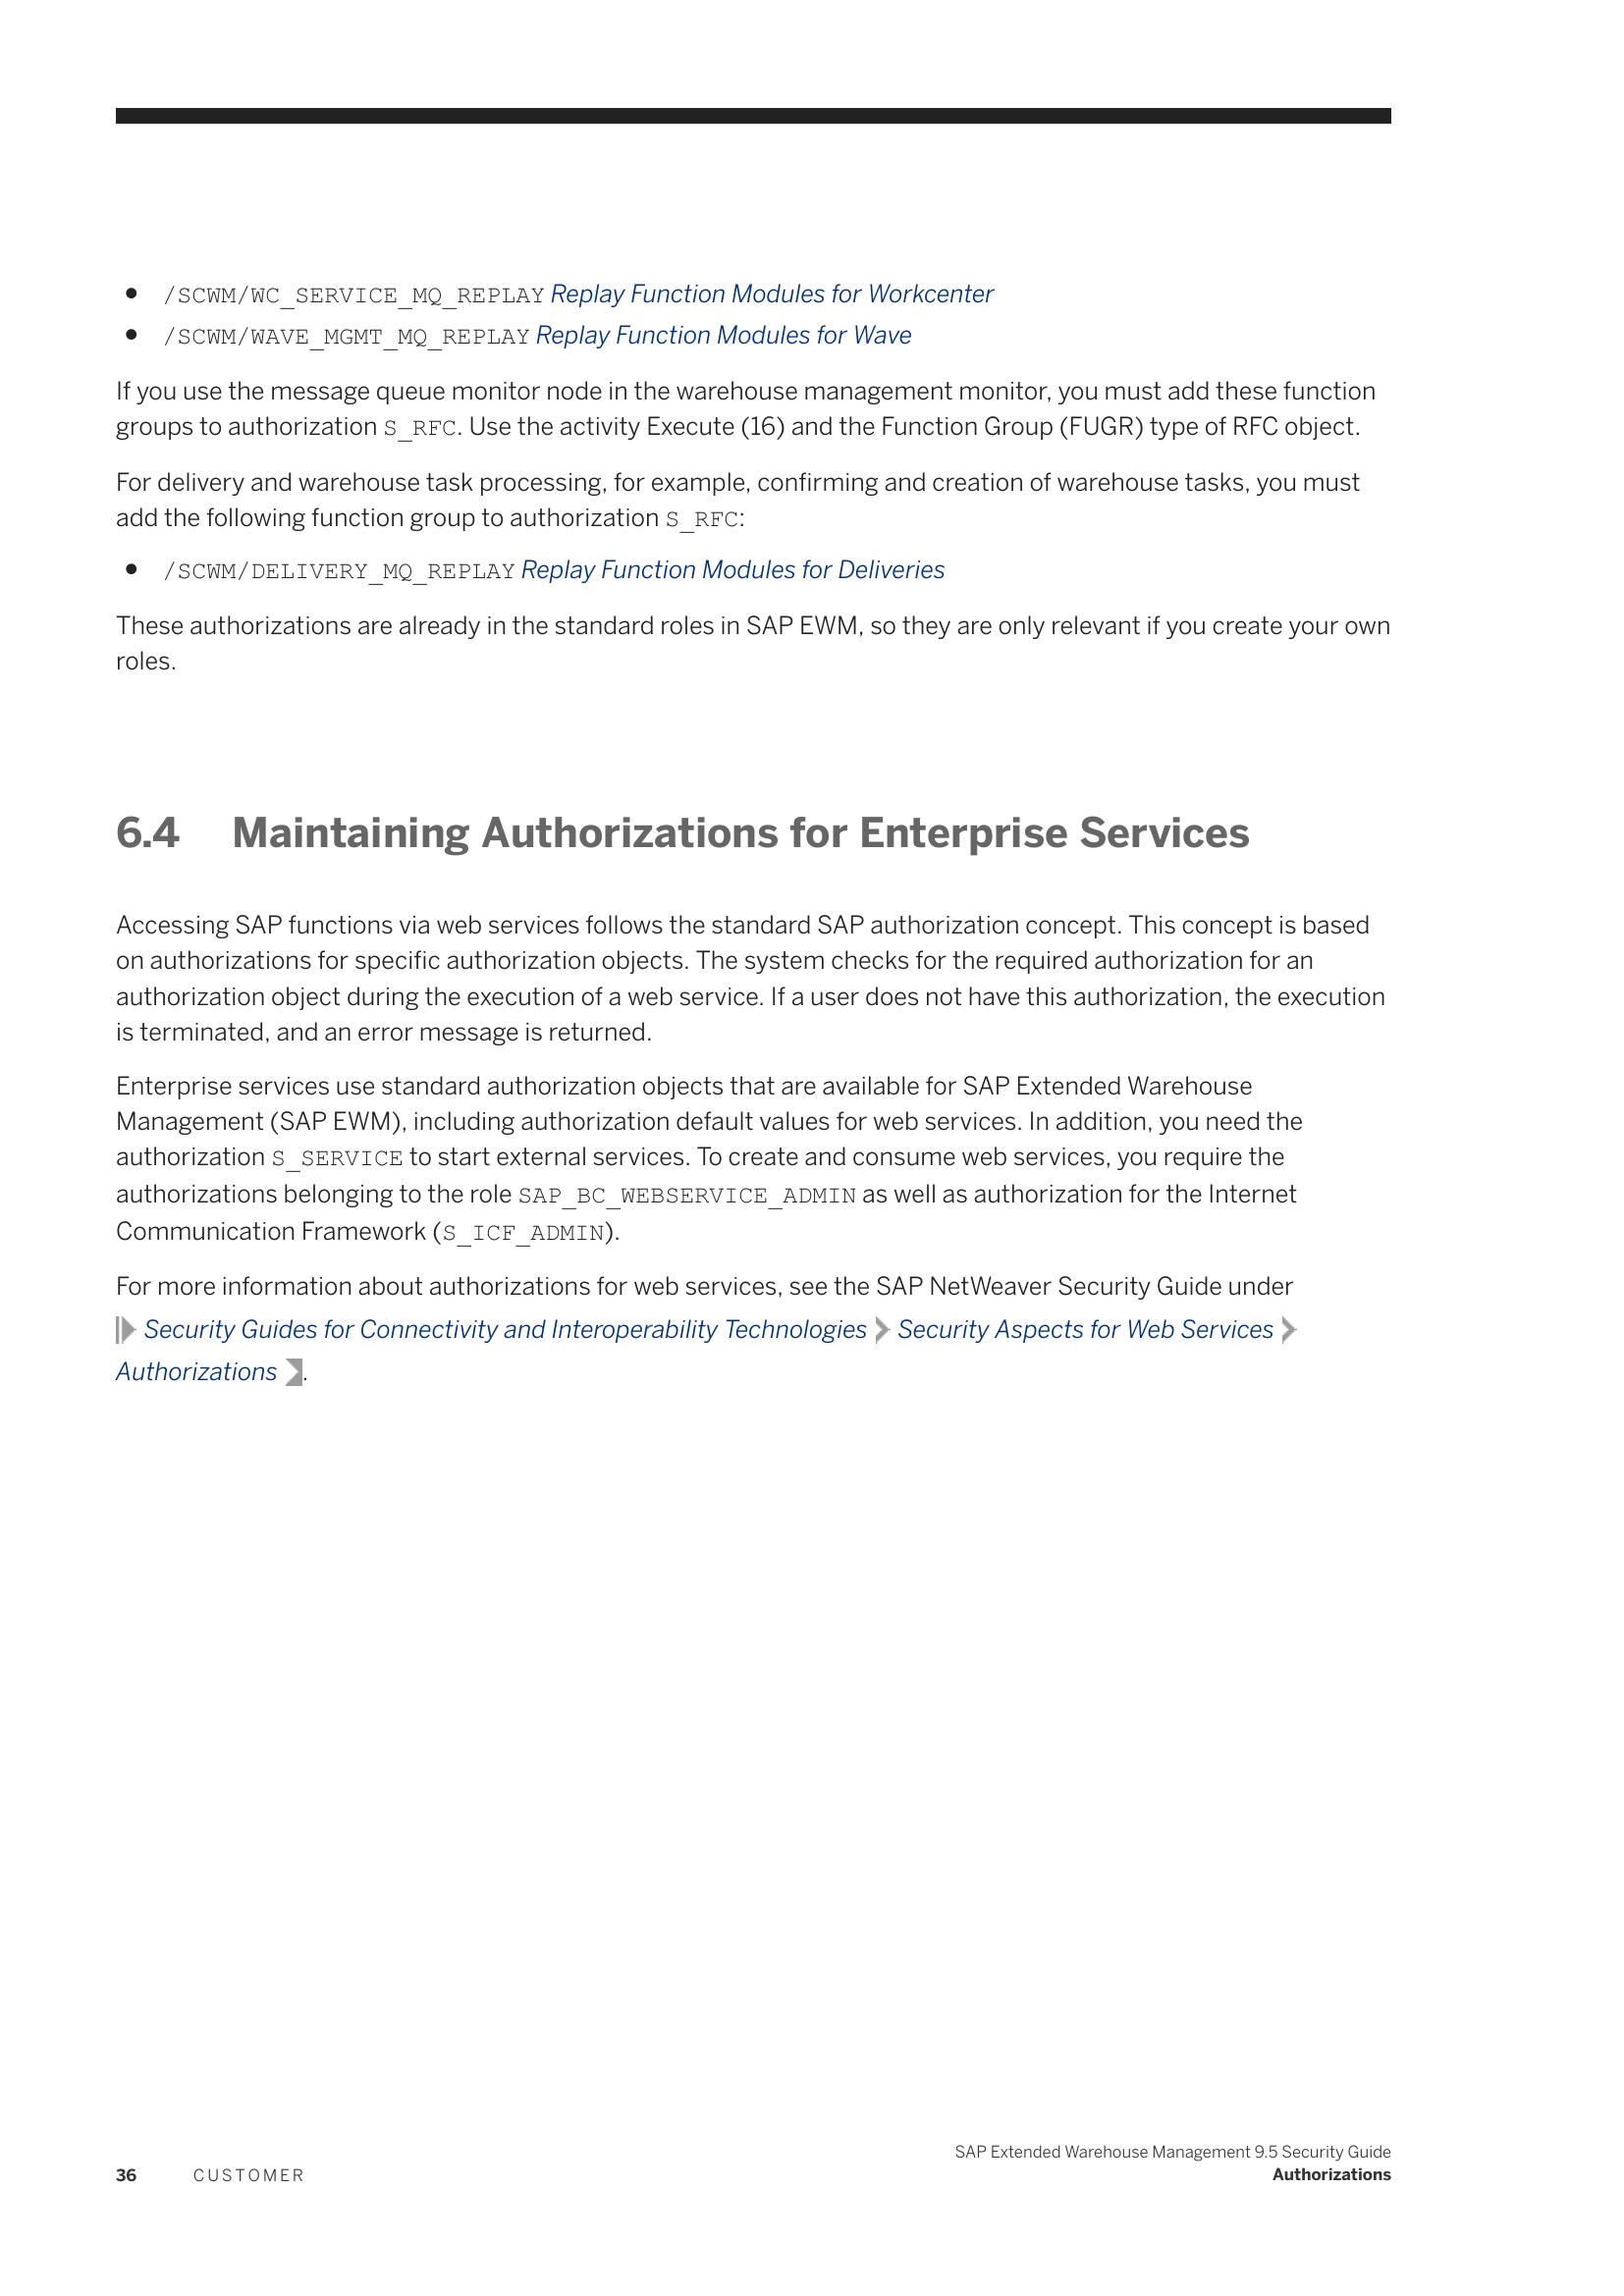 • /SCWM/WC_SERVICE_MQ_REPLAY Replay Function Modules for Workcenter
• /SCWM/WAVE_MGMT_MQ_REPLAY Replay Function Modules for Wave
If you use the message queue monitor node in the warehouse management monitor, you must add these function
groups to authorization S_RFC. Use the activity Execute (16) and the Function Group (FUGR) type of RFC object.
For delivery and warehouse task processing, for example, confirming and creation of warehouse tasks, you must
add the following function group to authorization S_RFC:
• /SCWM/DELIVERY_MQ_REPLAY Replay Function Modules for Deliveries
These authorizations are already in the standard roles in SAP EWM, so they are only relevant if you create your own
roles.
6.4 Maintaining Authorizations for Enterprise Services
Accessing SAP functions via web services follows the standard SAP authorization concept. This concept is based
on authorizations for specific authorization objects. The system checks for the required authorization for an
authorization object during the execution of a web service. If a user does not have this authorization, the execution
is terminated, and an error message is returned.
Enterprise services use standard authorization objects that are available for SAP Extended Warehouse
Management (SAP EWM), including authorization default values for web services. In addition, you need the
authorization S_SERVICE to start external services. To create and consume web services, you require the
authorizations belonging to the role SAP_BC_WEBSERVICE_ADMIN as well as authorization for the Internet
Communication Framework (S_ICF_ADMIN).
For more information about authorizations for web services, see the SAP NetWeaver Security Guide under
Security Guides for Connectivity and Interoperability Technologies Security Aspects for Web Services
Authorizations .
SAP Extended Warehouse Management 9.5 Security Guide
36 CUSTOMER Authorizations